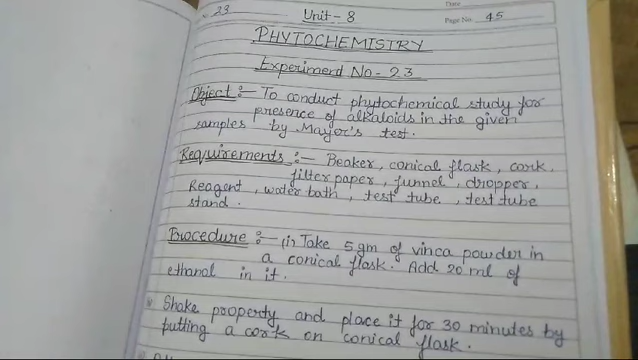 23
Date
Unit - 8
Page No. 45
PHYTOCHEMISTRY
Experiment No - 23
Object :- To conduct phytochemical study for
presence of alkaloids in the given
samples by Mayor's test.
Requirements :- Beaker, conical flask, cork,
filter paper, funnel, dropper,
Reagent, water bath, test tube, test tube
stand.
Procedure :- (i) Take 5 gm of vinca powder in
a conical flask. Add 20 ml of
ethanol in it.
Shake property and place it for 30 minutes by
putting a cork on conical flask.